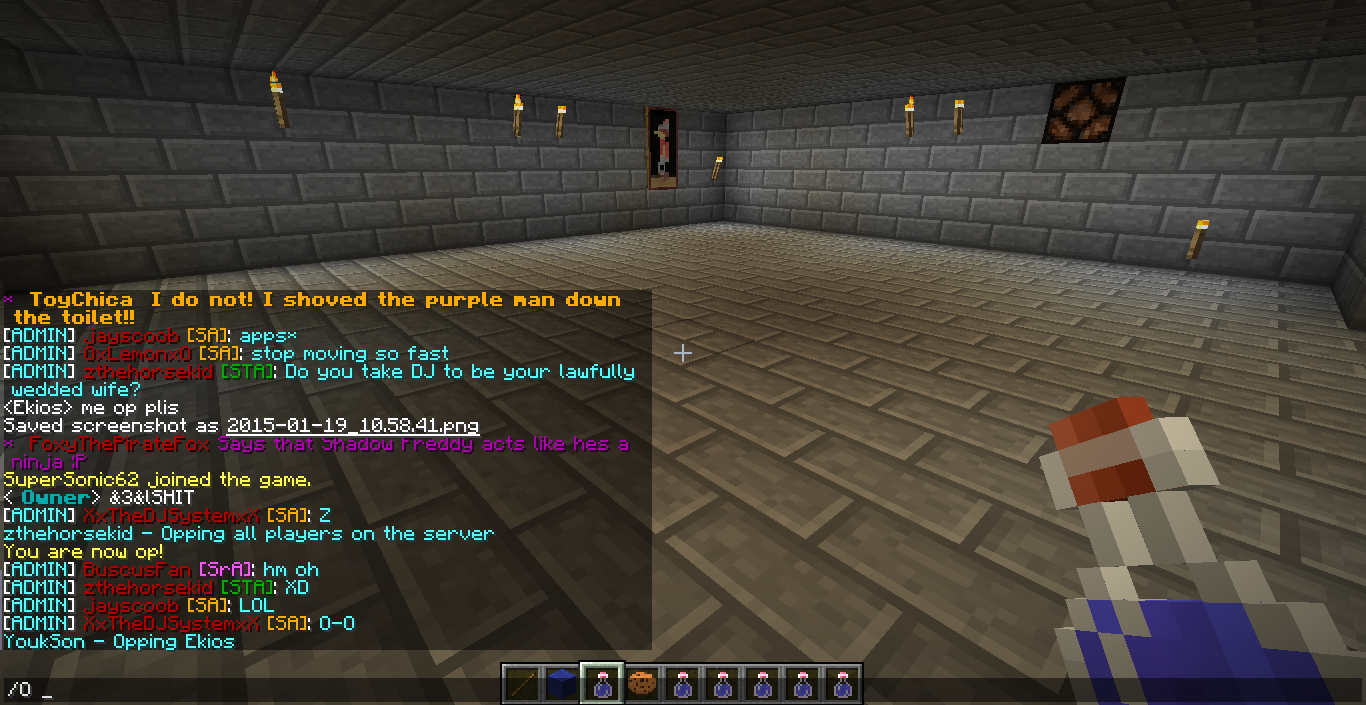 * ToyChica I do not! I shoved the purple man down
the toilet!!
[ADMIN] jayscoob [SA]: apps*
[ADMIN] 0xLemonx0 [SA]: stop moving so fast
[ADMIN] zthehorsekid [STA]: Do you take DJ to be your lawfully
wedded wife?
<Ekios> me op plis
Saved screenshot as 2015-01-19_10.58.41.png
* FoxyThePirateFox Says that Shadow Freddy acts like hes a
ninja :P
SuperSonic62 joined the game.
< Owner> &3&lSHIT
[ADMIN] XxTheDJSystemxX [SA]: Z
zthehorsekid - Opping all players on the server
You are now op!
[ADMIN] BuscusFan [SrA]: hm oh
[ADMIN] zthehorsekid [STA]: XD
[ADMIN] jayscoob [SA]: LOL
[ADMIN] XxTheDJSystemxX [SA]: O-O
YoukSon - Opping Ekios
/O _